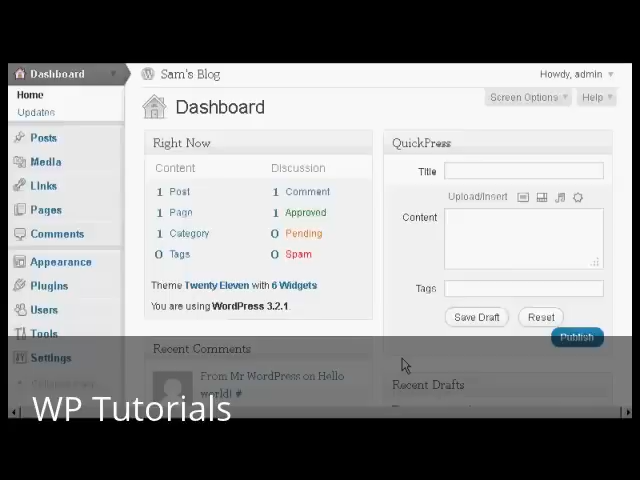 Dashboard
Home
Updates
Posts
Media
Links
Pages
Comments
Appearance
Plugins
Users
Tools
Settings
Sam's Blog
Howdy, admin
Screen Options
Help
Dashboard
Right Now
Content
Discussion
1 Post
1 Comment
1 Page
1 Approved
1 Category
0 Pending
0 Tags
0 Spam
Theme Twenty Eleven with 6 Widgets
You are using WordPress 3.2.1.
Recent Comments
From Mr WordPress on Hello
world! #
QuickPress
Title
Upload/Insert
Content
Tags
Save Draft
Reset
Publish
Recent Drafts
WP Tutorials